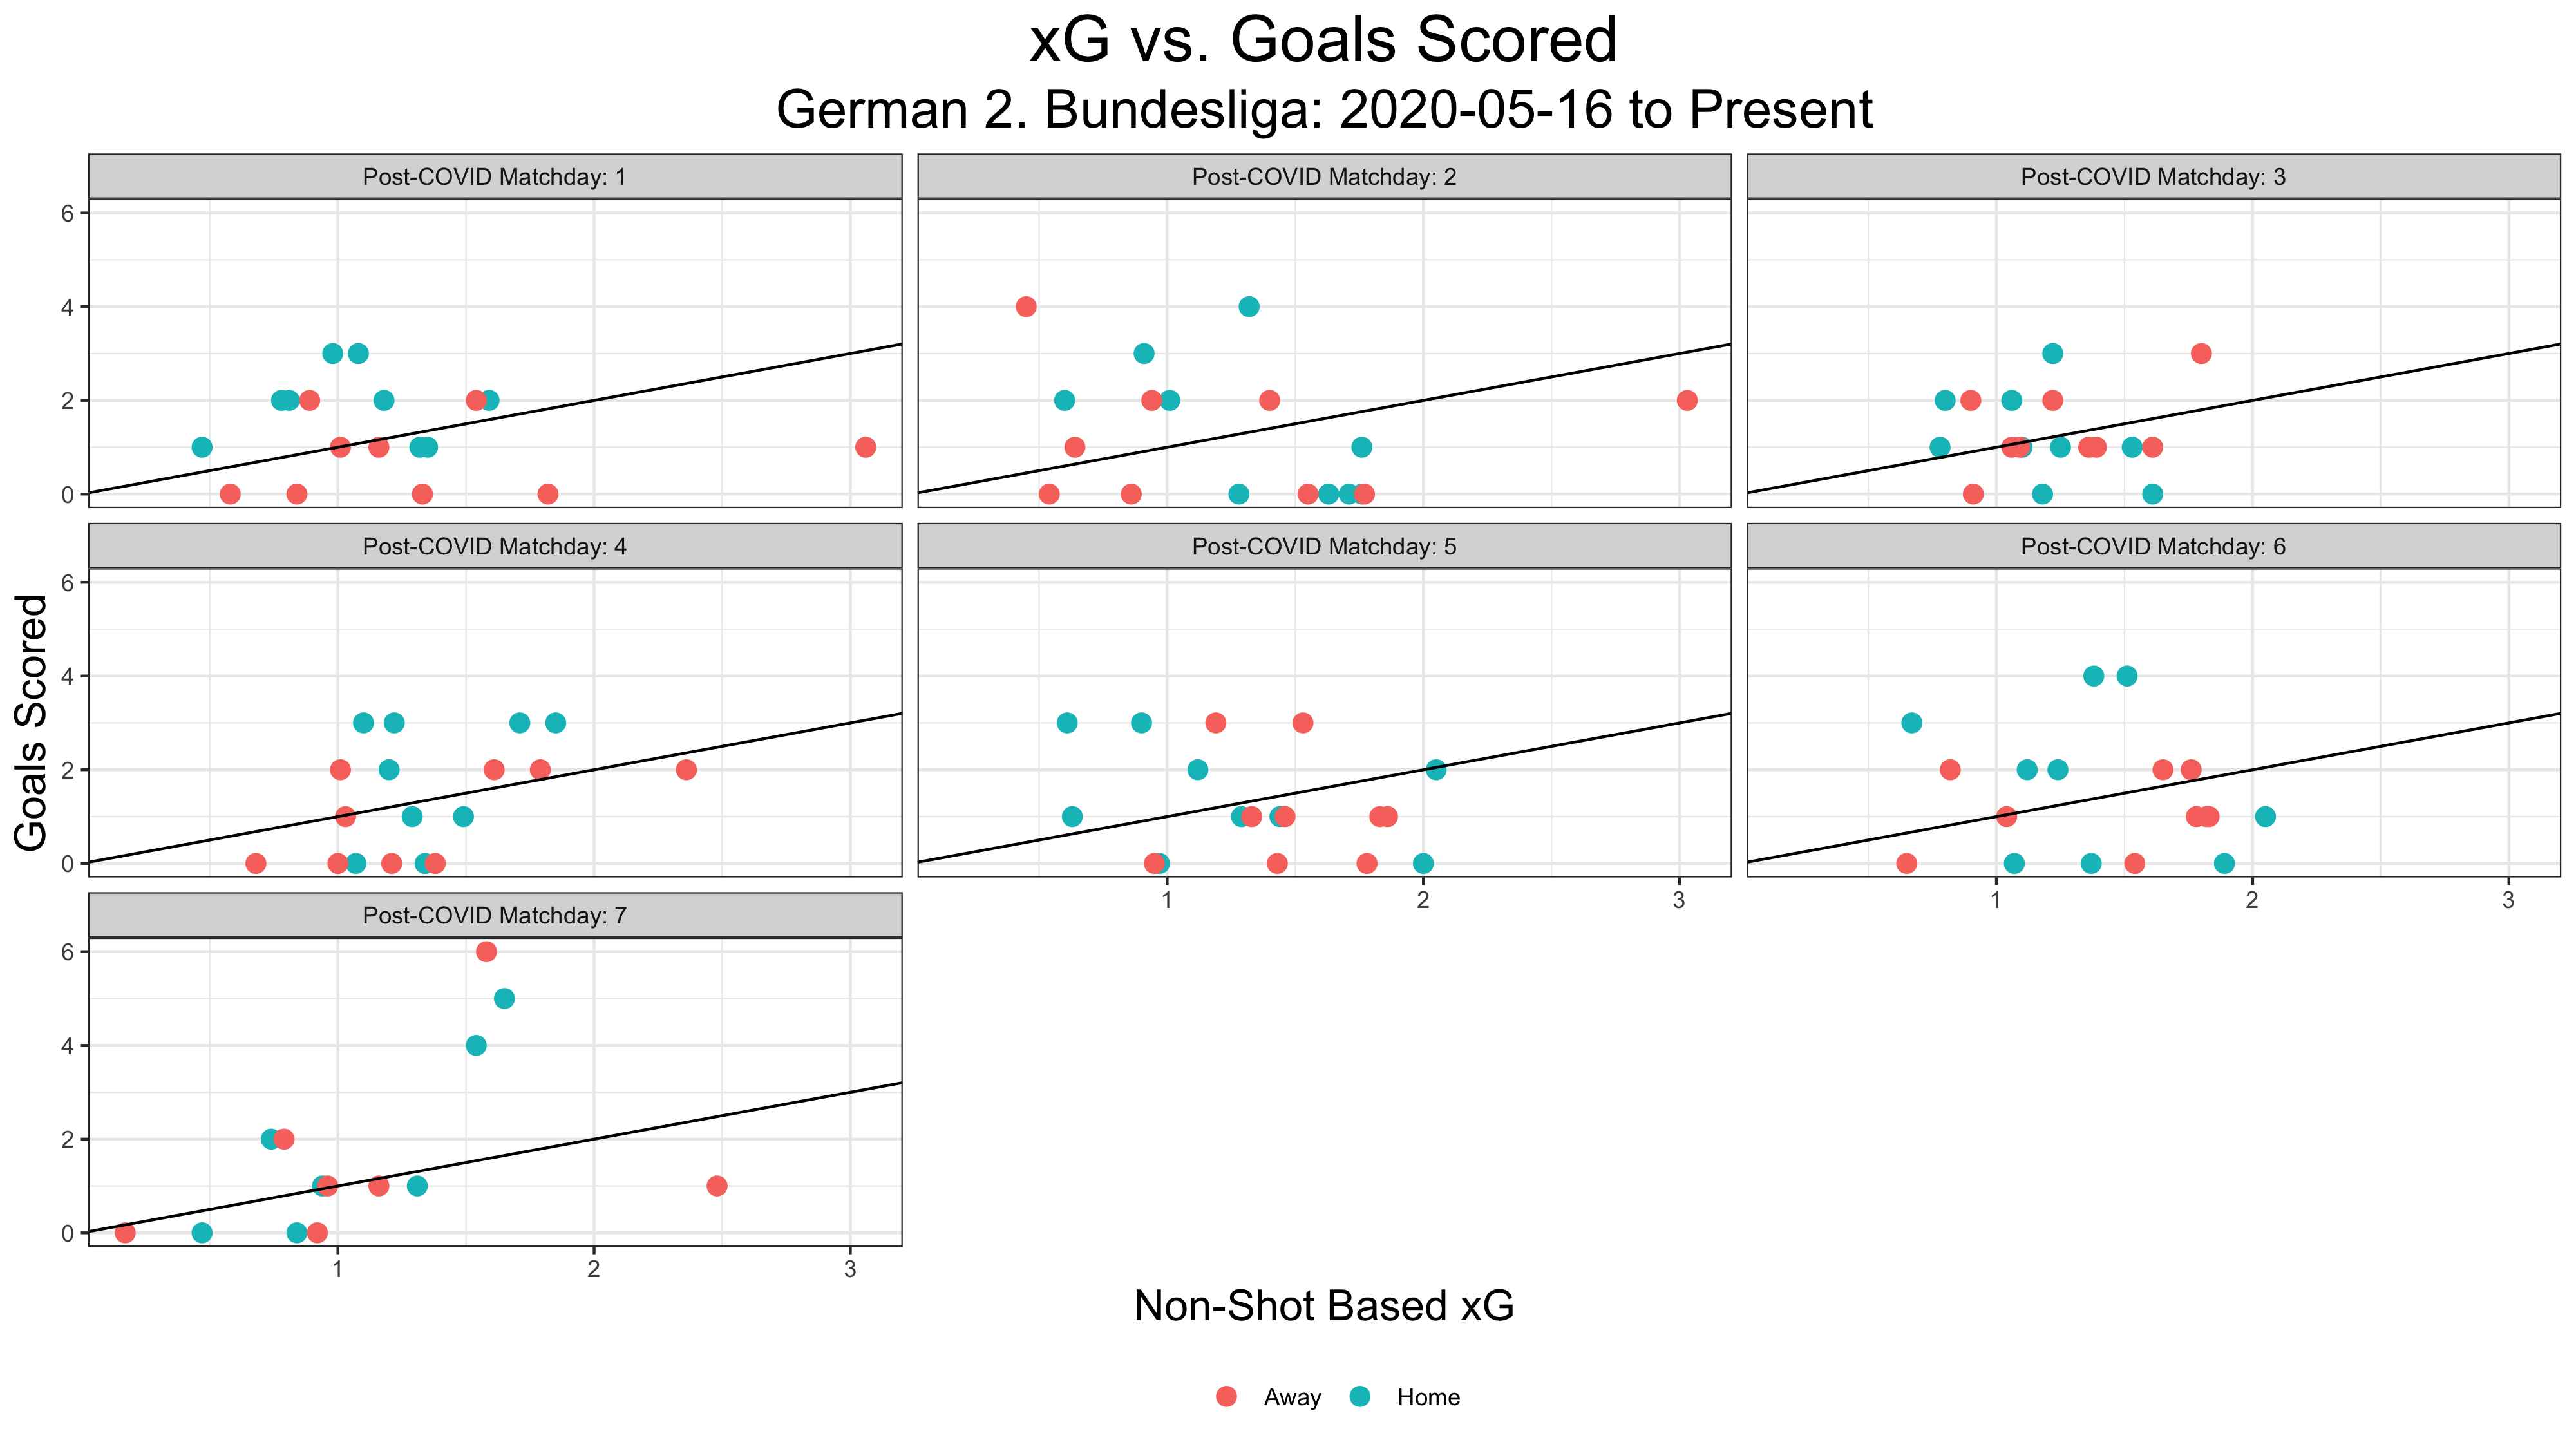 xG vs. Goals Scored
German 2. Bundesliga: 2020-05-16 to Present
Post-COVID Matchday: 1
Post-COVID Matchday: 2
Post-COVID Matchday: 3
6
4
2
0
Post-COVID Matchday: 4
Post-COVID Matchday: 5
Post-COVID Matchday: 6
6
4
2
0
Goals Scored
1 2 3
1 2 3
Post-COVID Matchday: 7
6
4
2
0
1 2 3
Non-Shot Based xG
Away Home